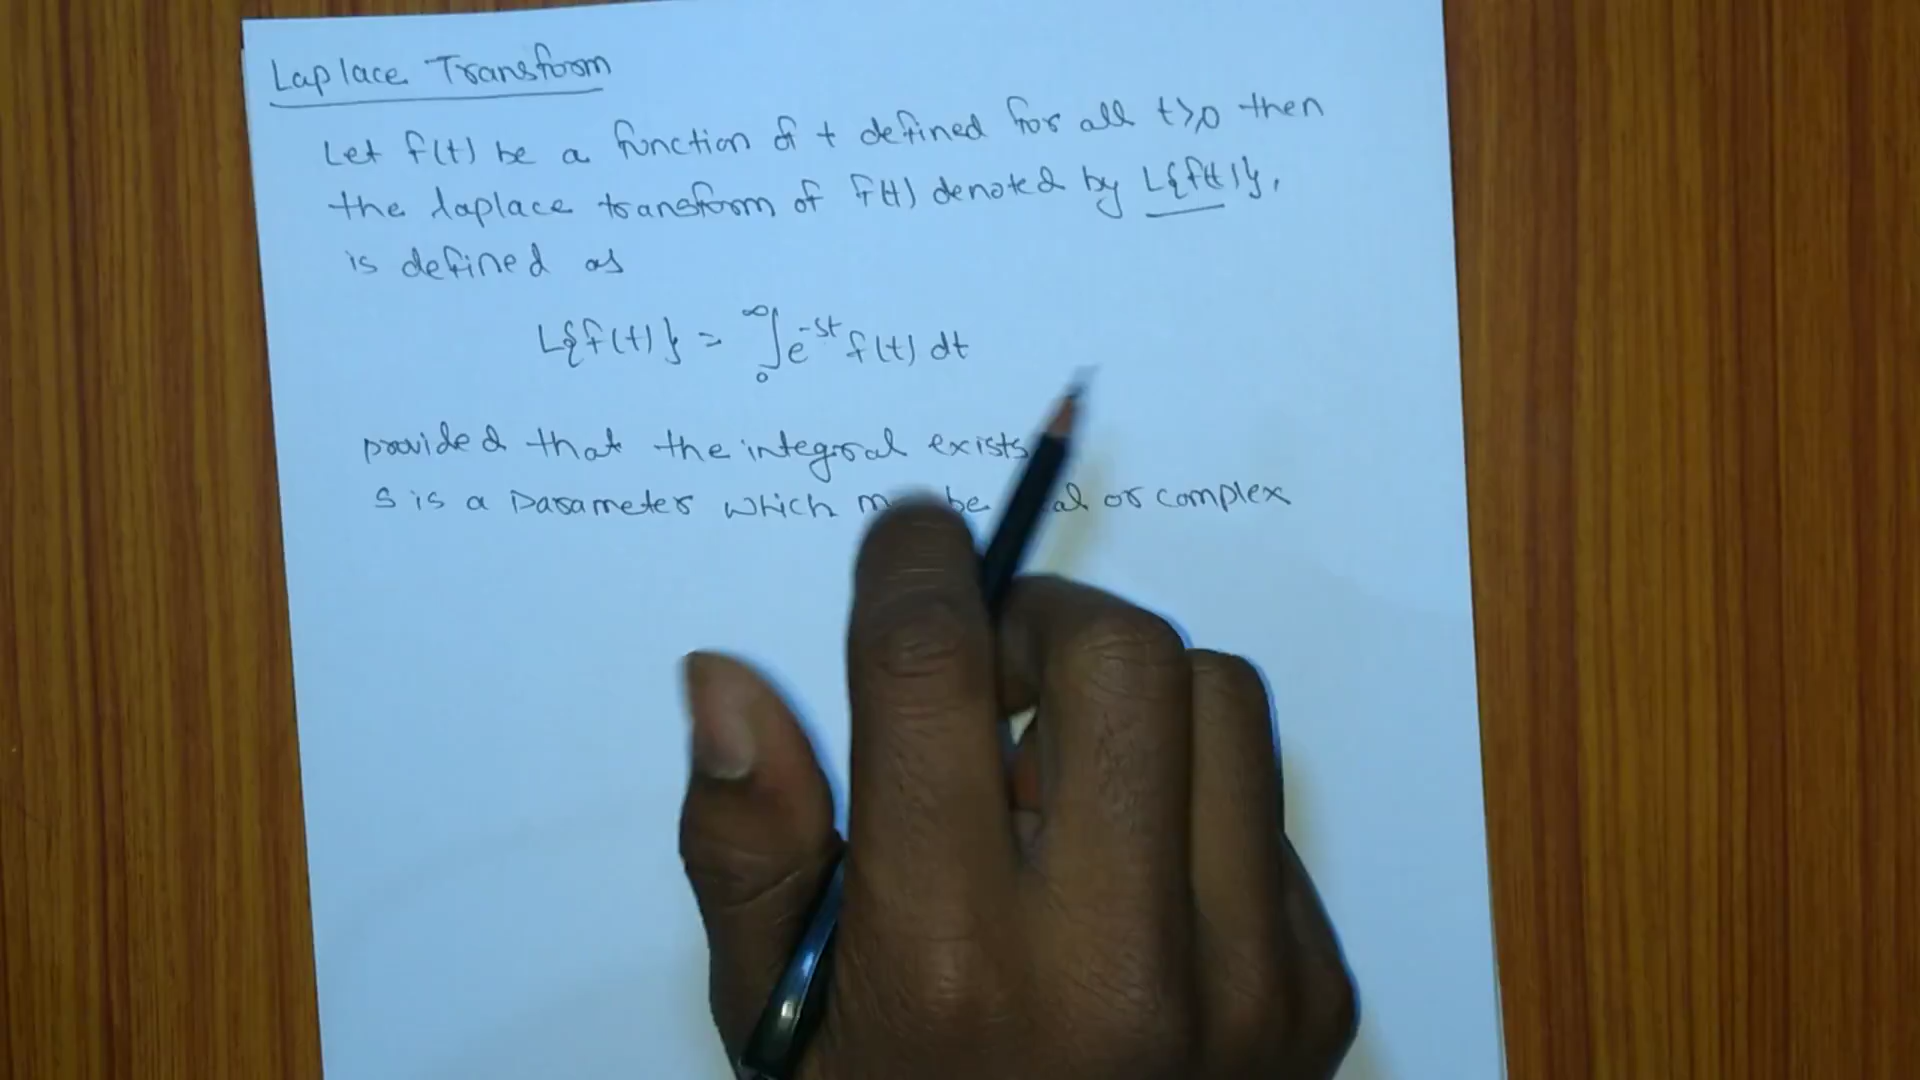 Laplace Transform
Let f(t) be a function of t defined for all t≥0 then
the laplace transform of f(t) denoted by L{f(t)},
is defined as
L{f(t)} = ∫₀^∞ e^-st f(t) dt
provided that the integral exists
S is a Parameter which be or complex